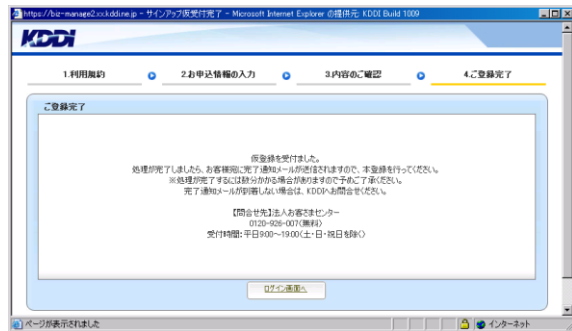 https://biz-manage2.xx.kddi.ne.jp - サインアップ仮受付完了 - Microsoft Internet Explorer の提供元: KDDI Build 1009
KDDI
1.利用規約
2.お申込情報の入力
3.内容のご確認
4.ご登録完了
ご登録完了
仮登録を受付ました。
処理が完了しましたら、お客様宛に完了通知メールが送信されますので、本登録を行ってください。
※処理が完了するには数分かかる場合がありますので予めご了承ください。
完了通知メールが到着しない場合は、KDDIへお問合せください。
【問合せ先】法人お客さまセンター
0120-926-007(無料)
受付時間：平日9:00～19:00(土・日・祝日を除く)
ログイン画面へ
ページが表示されました
インターネット